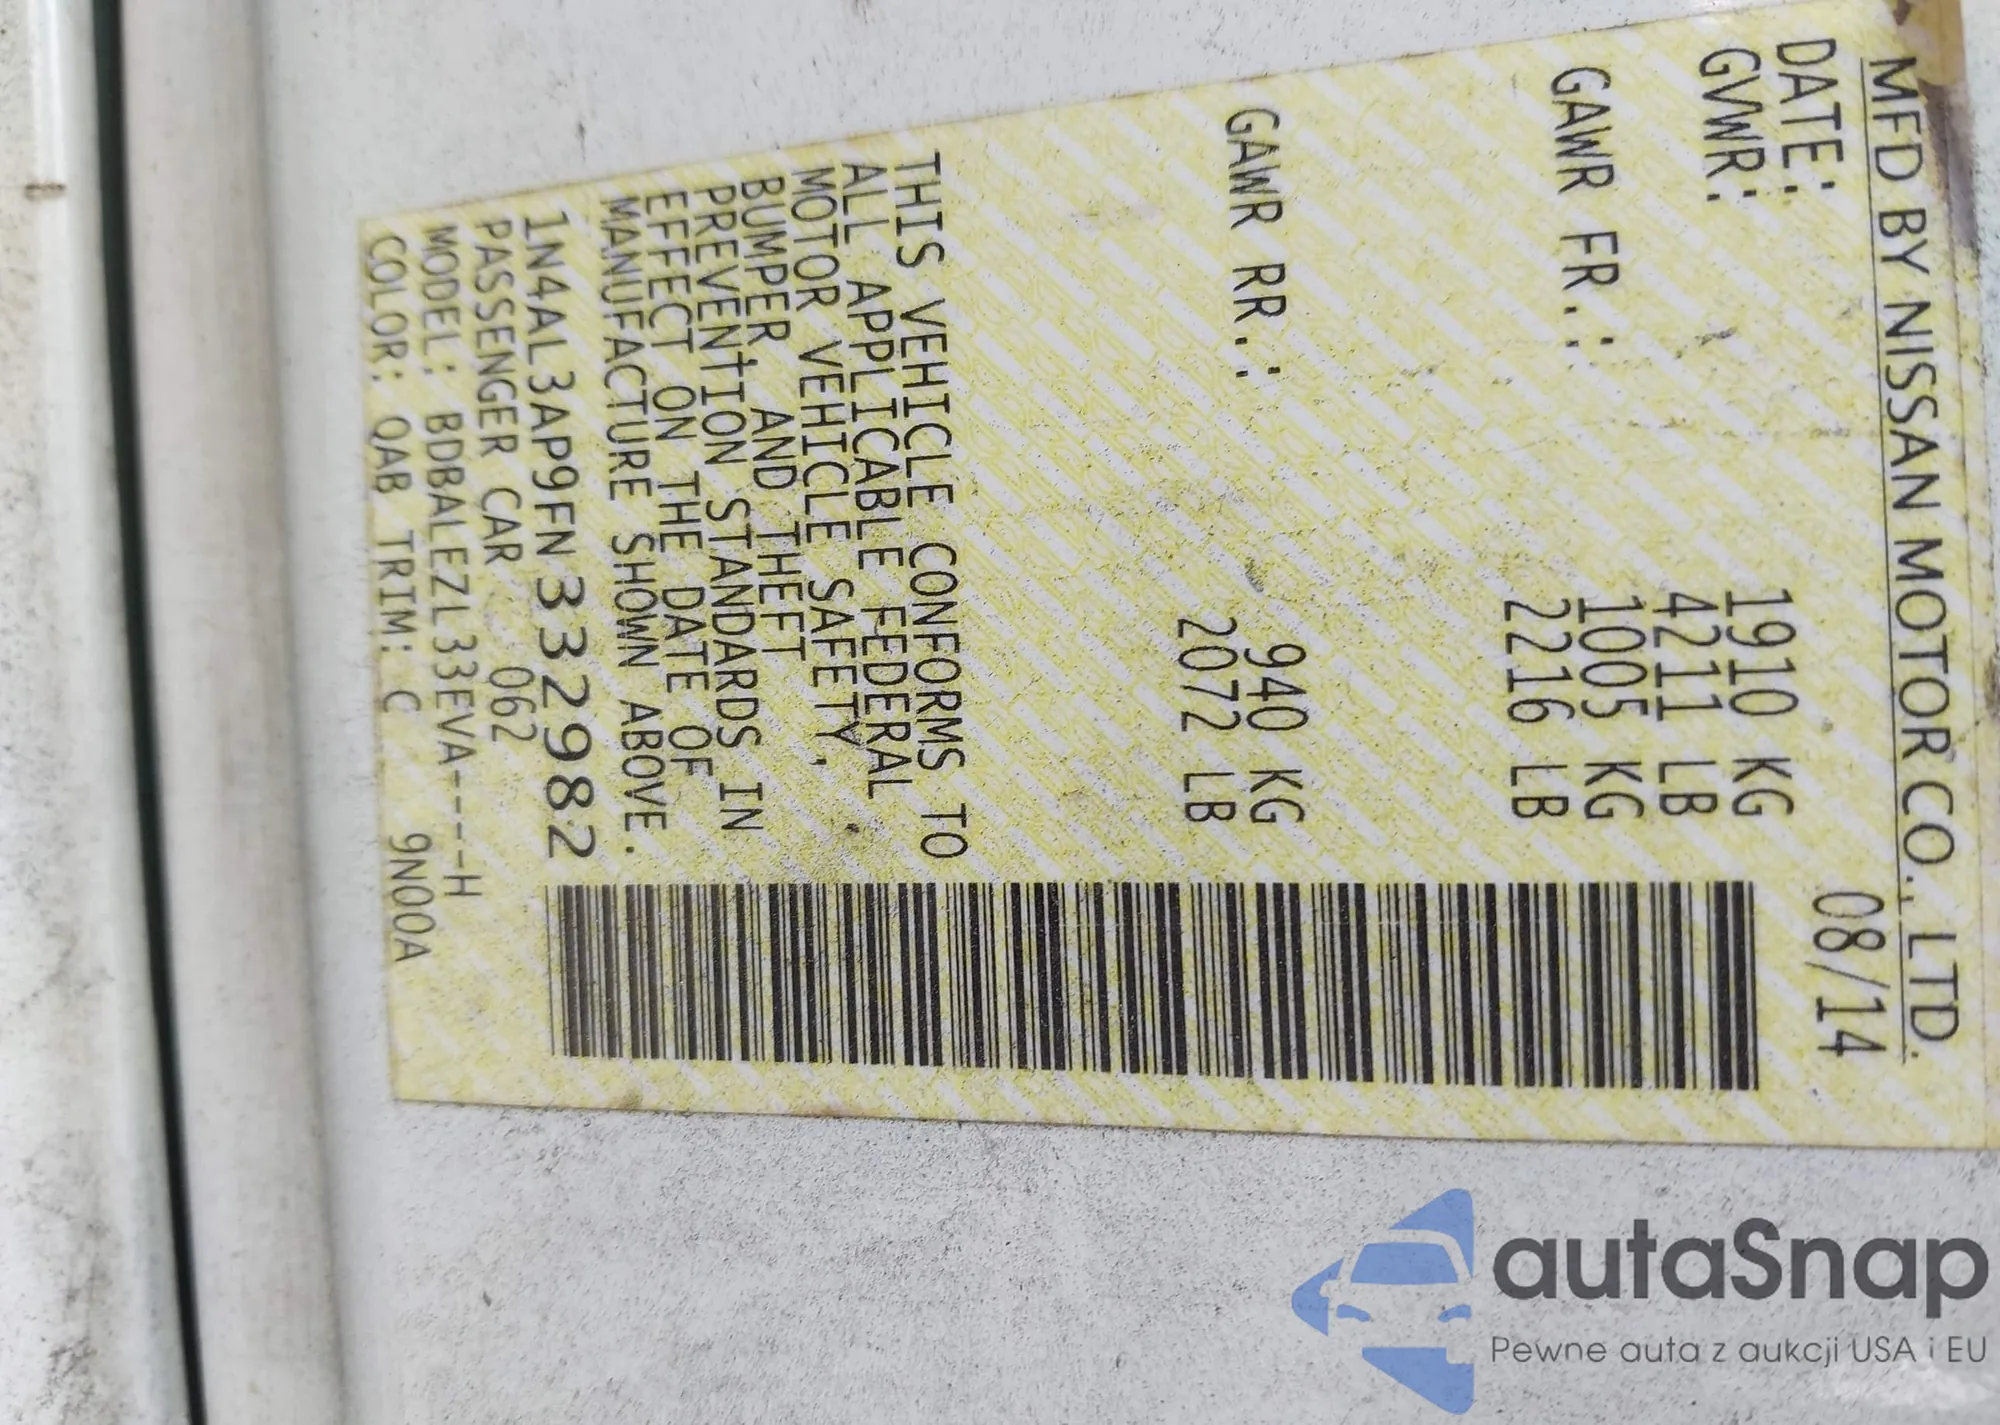 MFD BY NISSAN MOTOR CO., LTD.
DATE: 08/14
GVWR: 1910 KG
4211 LB
GAWR FR.: 1005 KG
2216 LB
GAWR RR.: 940 KG
2072 LB
THIS VEHICLE CONFORMS TO
ALL APPLICABLE FEDERAL
MOTOR VEHICLE SAFETY,
BUMPER, AND THEFT
PREVENTION STANDARDS IN
EFFECT ON THE DATE OF
MANUFACTURE SHOWN ABOVE.
1N4AL3AP9FN332982
PASSENGER CAR 062
MODEL: BDBALEZL33EVA----H
COLOR: QAB TRIM: C 9N00A
autaSnap
Pewne auta z aukcji USA i EU